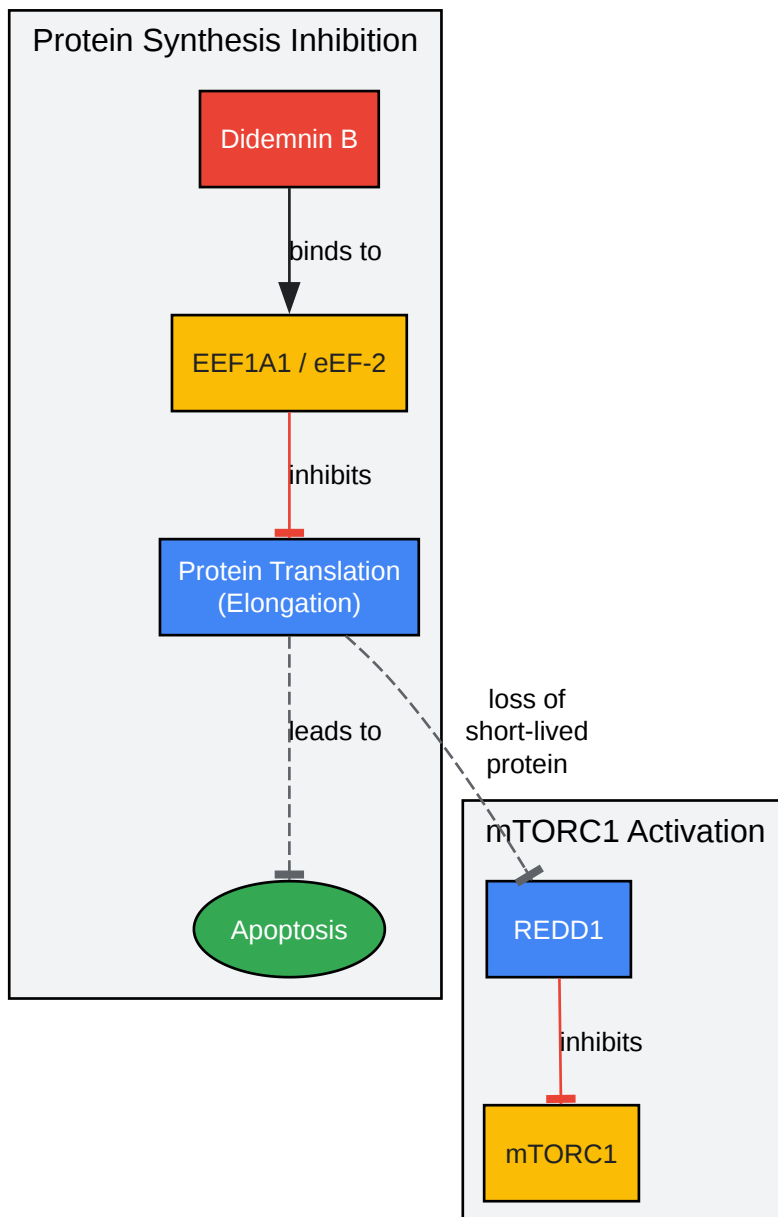 Protein Synthesis Inhibition
Didemnin B
binds to
EEF1A1 / eEF-2
inhibits
Protein Translation
(Elongation)
leads to
loss of
short-lived
protein
Apoptosis
mTORC1 Activation
REDD1
inhibits
mTORC1